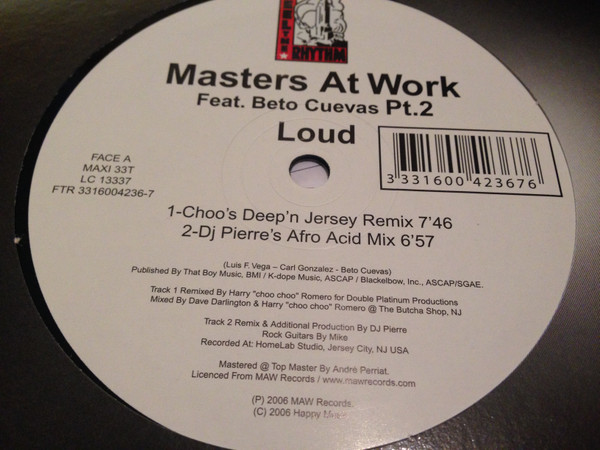 FEEL THE
RHYTHM
Masters At Work
Feat. Beto Cuevas Pt.2
Loud
FACE A
MAXI 33T
LC 13337
FTR 3316004236-7
3 331600 423676
1-Choo's Deep'n Jersey Remix 7'46
2-Dj Pierre's Afro Acid Mix 6'57
(Luis F. Vega – Carl Gonzalez - Beto Cuevas)
Published By That Boy Music, BMI / K-dope Music, ASCAP / Blackelbow, Inc., ASCAP/SGAE.
Track 1 Remixed By Harry "choo choo" Romero for Double Platinum Productions
Mixed By Dave Darlington & Harry "choo choo" Romero @ The Butcha Shop, NJ
Track 2 Remix & Additional Production By DJ Pierre
Rock Guitars By Mike
Recorded At: HomeLab Studio, Jersey City, NJ USA
Mastered @ Top Master By André Perriat.
Licenced From MAW Records / www.mawrecords.com
(P) 2006 MAW Records.
(C) 2006 Happy